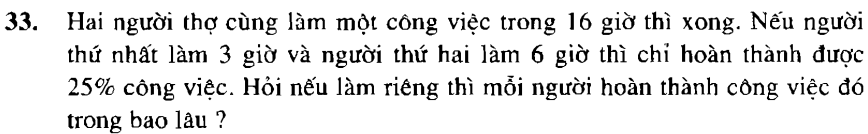 33. Hai người thợ cùng làm một công việc trong 16 giờ thì xong. Nếu người
thứ nhất làm 3 giờ và người thứ hai làm 6 giờ thì chỉ hoàn thành được
25% công việc. Hỏi nếu làm riêng thì mỗi người hoàn thành công việc đó
trong bao lâu ?